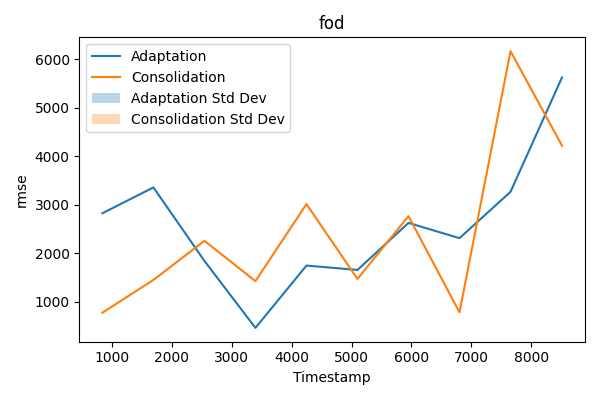 fod
Adaptation
Consolidation
Adaptation Std Dev
Consolidation Std Dev
6000
5000
4000
3000
2000
1000
rmse
1000 2000 3000 4000 5000 6000 7000 8000
Timestamp